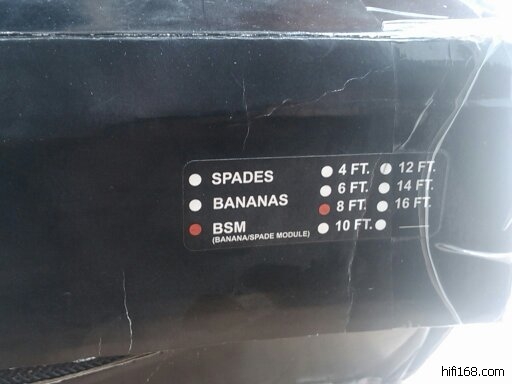 SPADES
BANANAS
BSM
(BANANA/SPADE MODULE)
4 FT.
6 FT.
8 FT.
10 FT.
12 FT.
14 FT.
16 FT.
hifi168.com